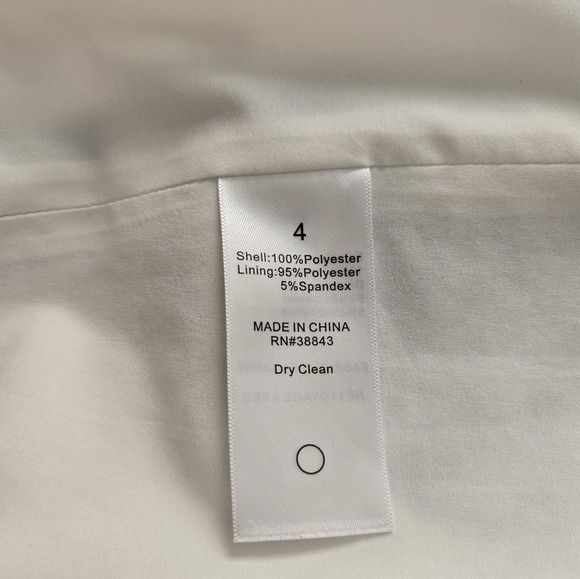 4
Shell:100%Polyester
Lining:95%Polyester
5%Spandex
MADE IN CHINA
RN#38843
Dry Clean